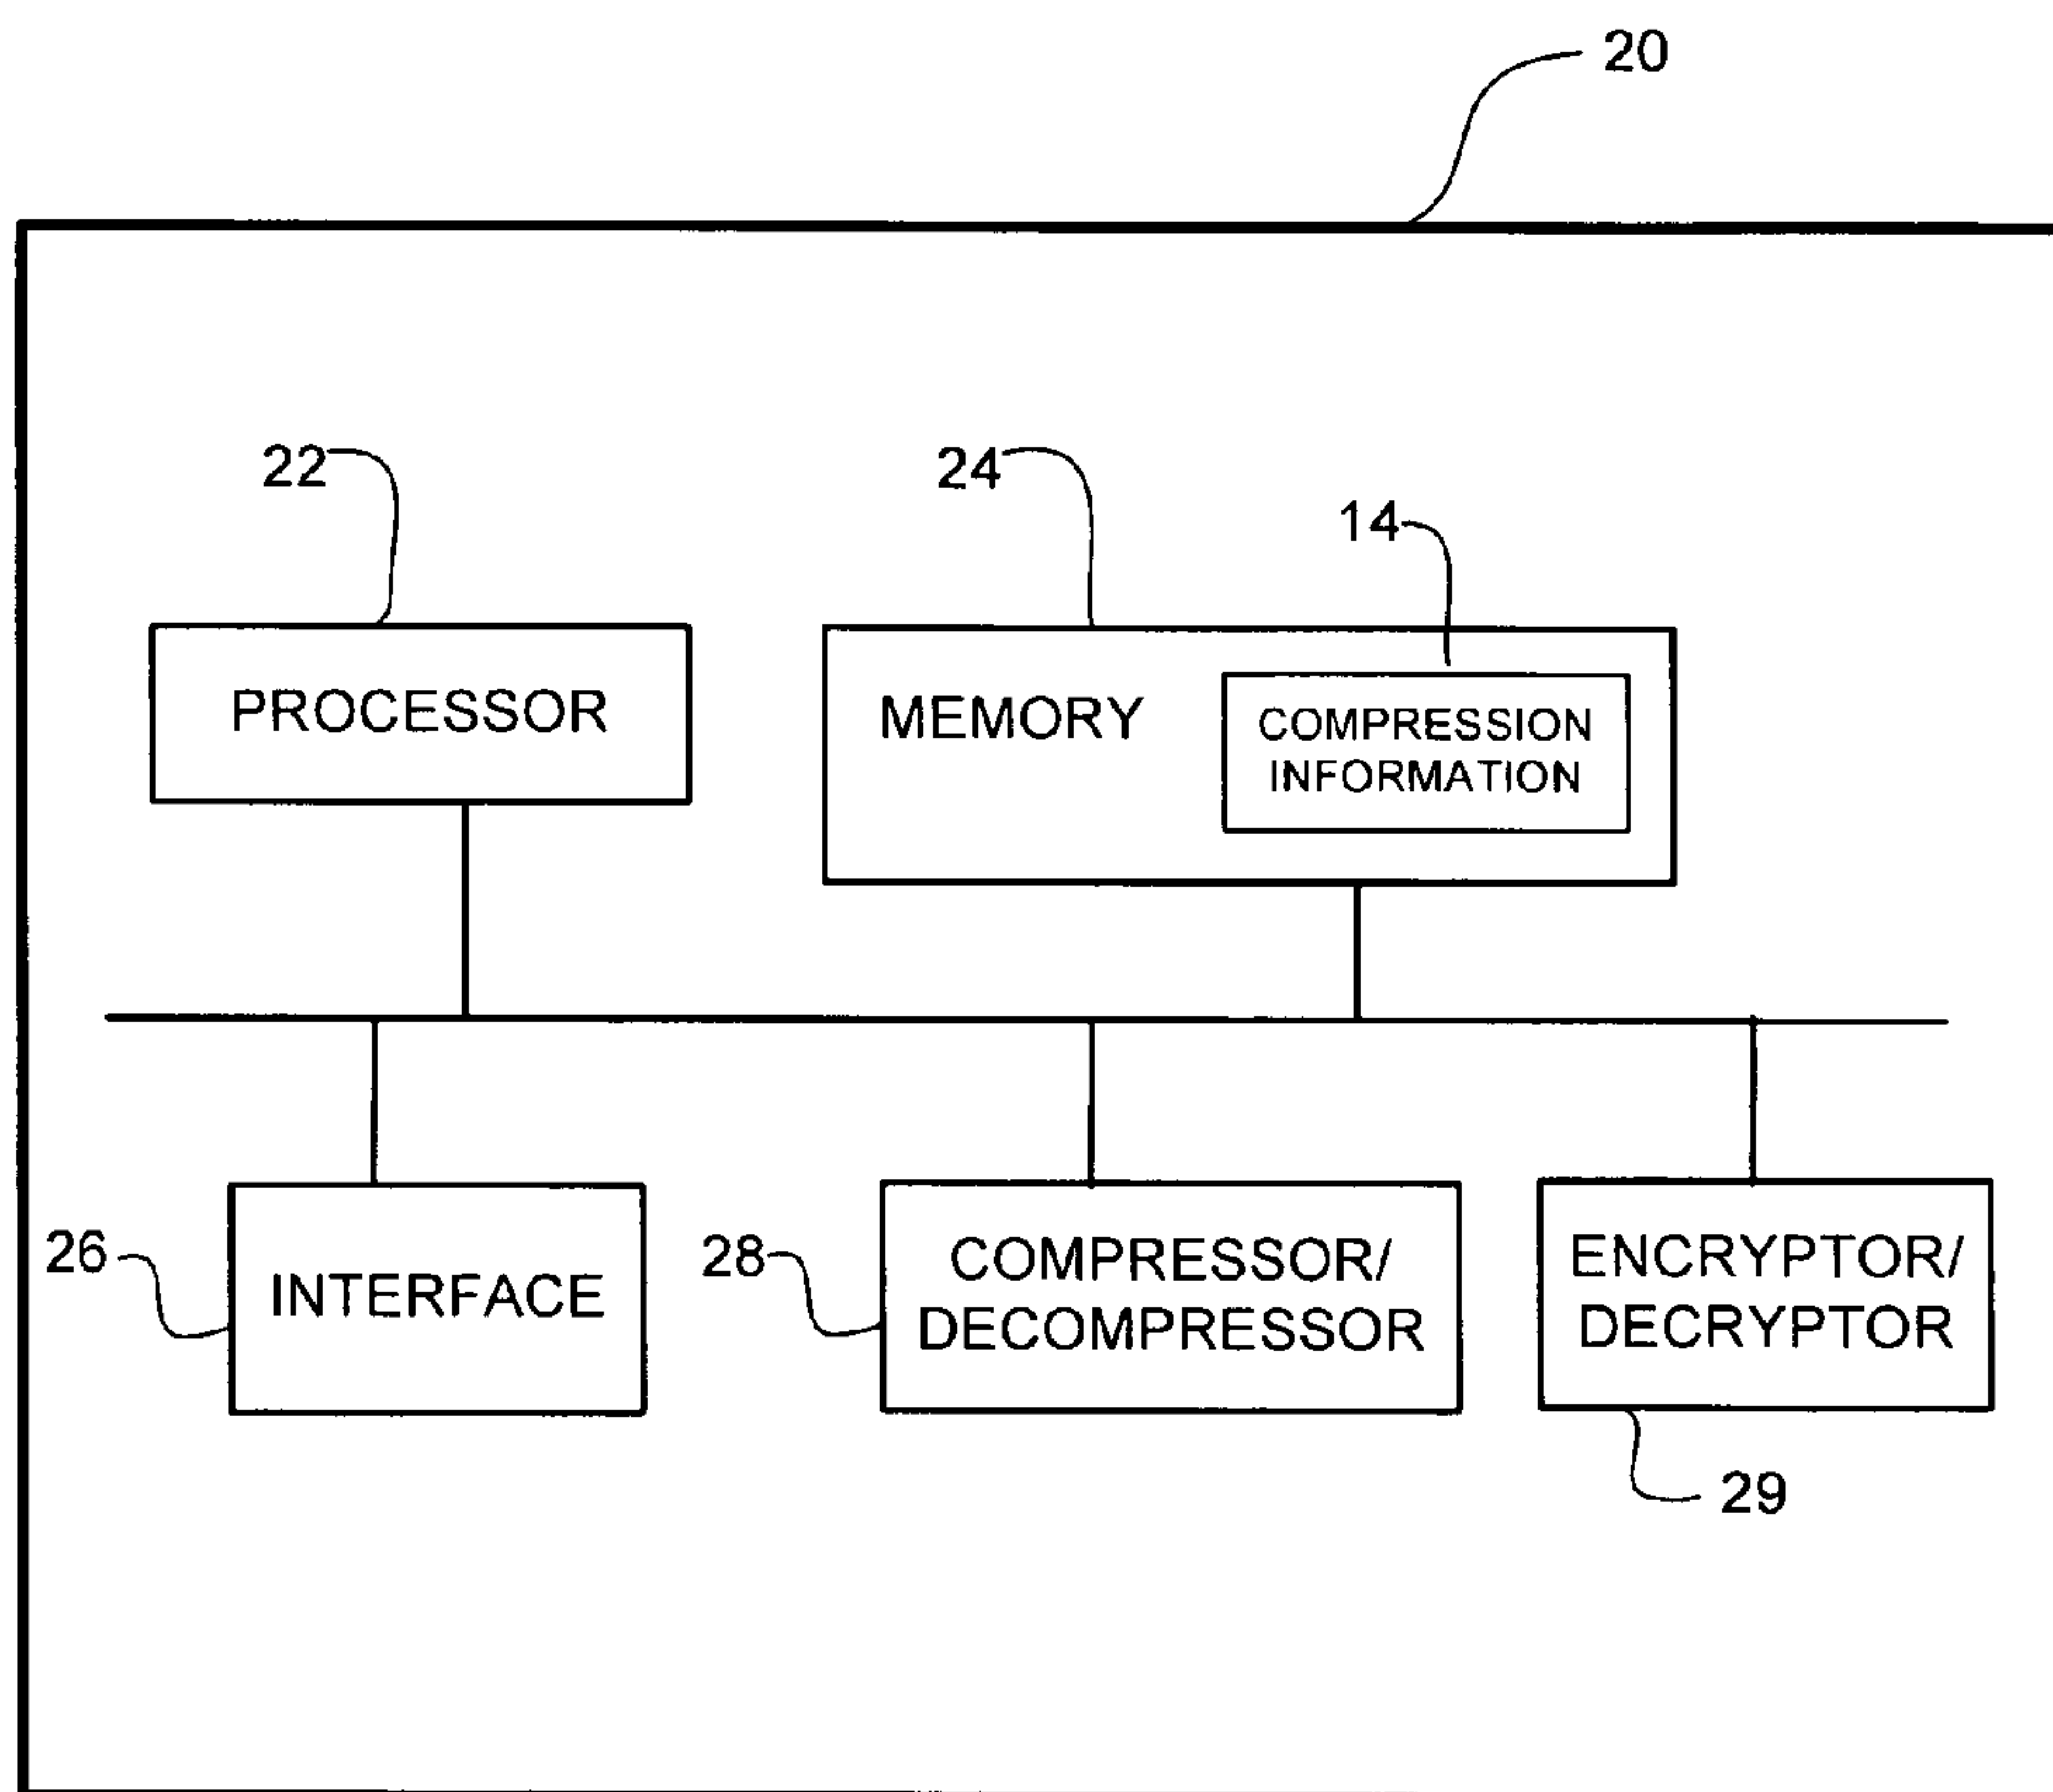 20
22
24
14
PROCESSOR
MEMORY
COMPRESSION
INFORMATION
26
INTERFACE
28
COMPRESSOR/
DECOMPRESSOR
ENCRYPTOR/
DECRYPTOR
29